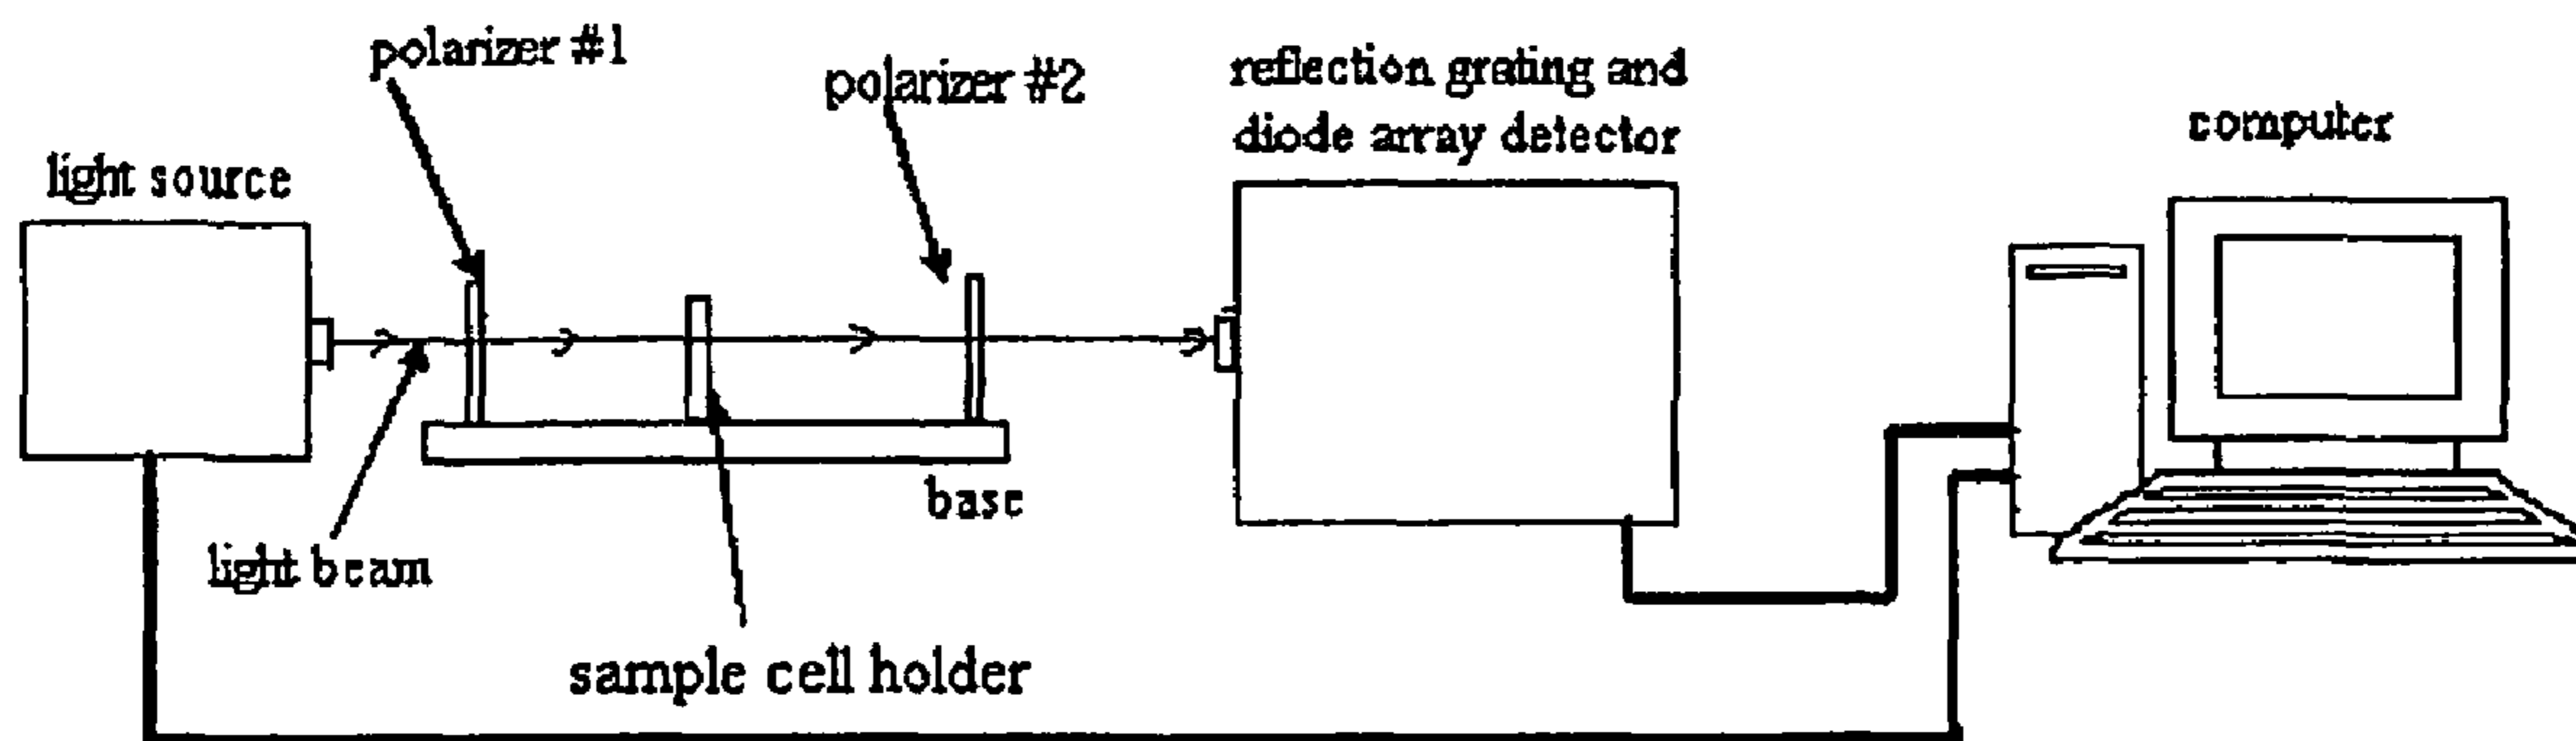 polarizer #1
polarizer #2
reflection grating and
diode array detector
computer
light source
base
light beam
sample cell holder